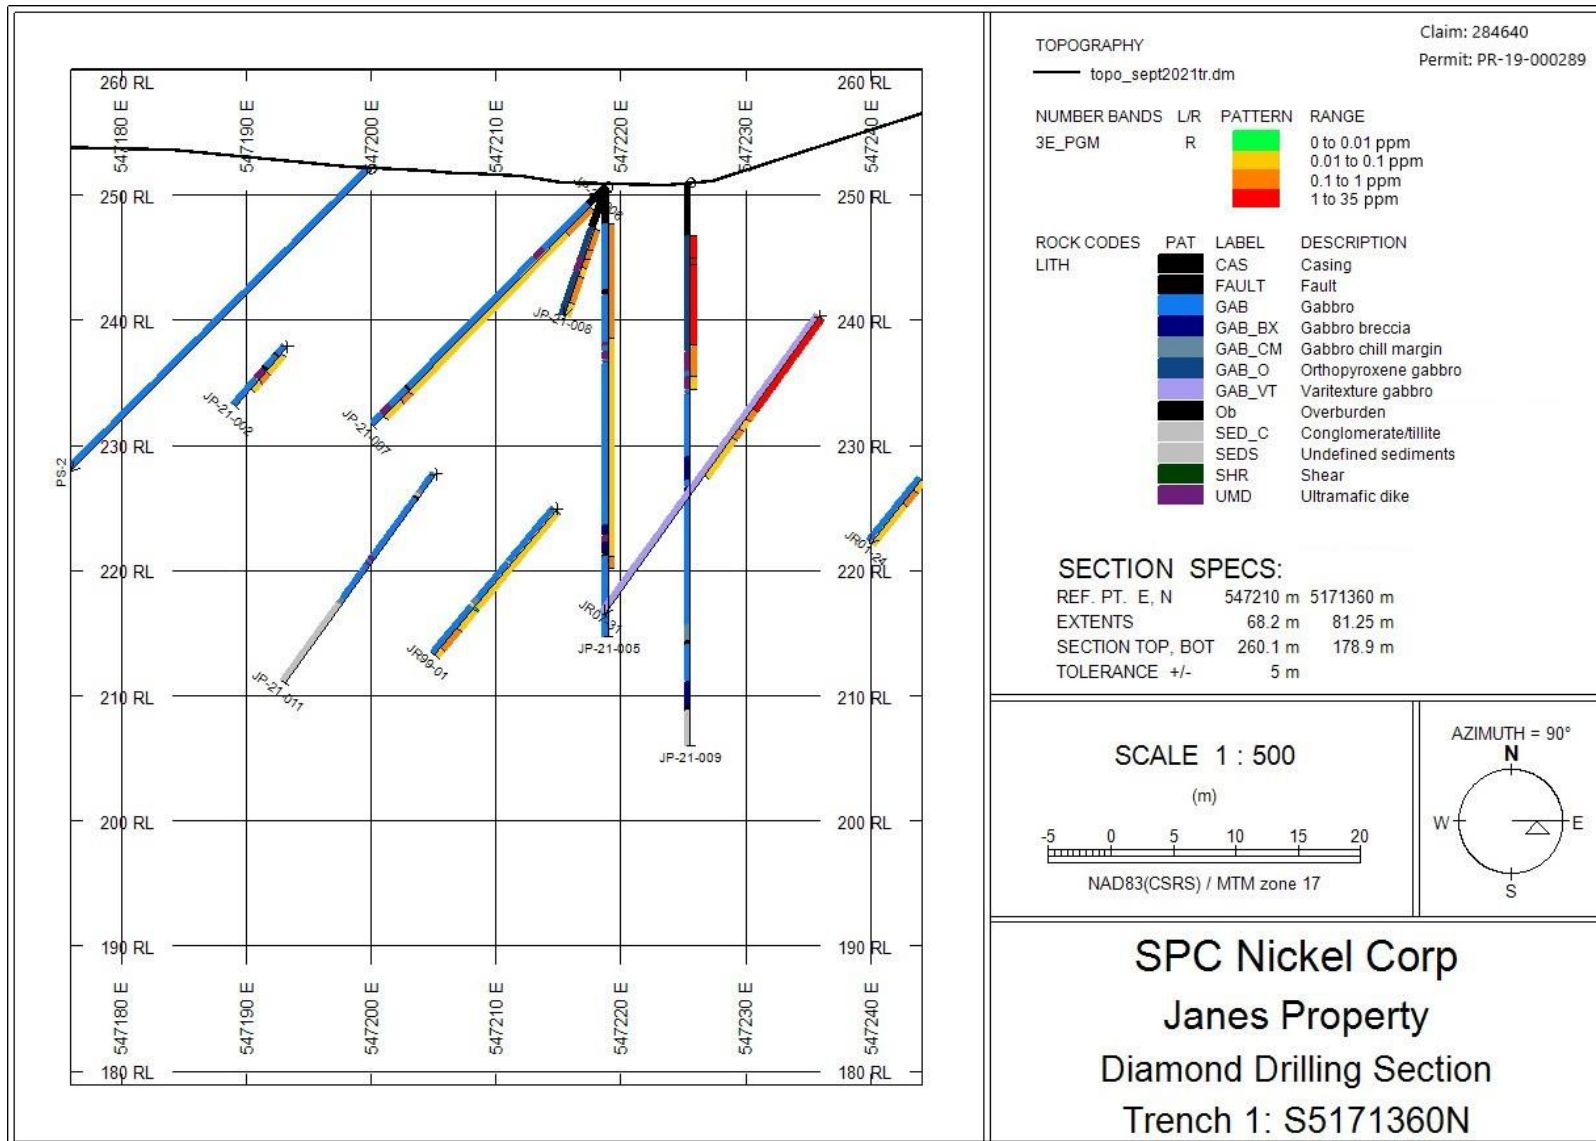 260 RL
260 RL
547180 E
547190 E
547200 E
547210 E
547220 E
547230 E
547240 E
250 RL
250 RL
240 RL
240 RL
JP-21-008
JP-21-002
JP-21-007
230 RL
230 RL
PS-2
JR01-24
220 RL
220 RL
JR01-31
JP-21-005
JR99-01
JP-21-011
210 RL
210 RL
JP-21-009
200 RL
200 RL
190 RL
190 RL
547180 E
547190 E
547200 E
547210 E
547220 E
547230 E
547240 E
180 RL
180 RL
Claim: 284640
Permit: PR-19-000289
TOPOGRAPHY
topo_sept2021tr.dm
NUMBER BANDS L/R PATTERN RANGE
3E_PGM R 0 to 0.01 ppm
0.01 to 0.1 ppm
0.1 to 1 ppm
1 to 35 ppm
ROCK CODES PAT LABEL DESCRIPTION
LITH CAS Casing
FAULT Fault
GAB Gabbro
GAB_BX Gabbro breccia
GAB_CM Gabbro chill margin
GAB_O Orthopyroxene gabbro
GAB_VT Varitexture gabbro
Ob Overburden
SED_C Conglomerate/tillite
SEDS Undefined sediments
SHR Shear
UMD Ultramafic dike
SECTION SPECS:
REF. PT. E, N 547210 m 5171360 m
EXTENTS 68.2 m 81.25 m
SECTION TOP, BOT 260.1 m 178.9 m
TOLERANCE +/- 5 m
SCALE 1 : 500
(m)
-5 0 5 10 15 20
NAD83(CSRS) / MTM zone 17
AZIMUTH = 90°
N
W E
S
SPC Nickel Corp
Janes Property
Diamond Drilling Section
Trench 1: S5171360N